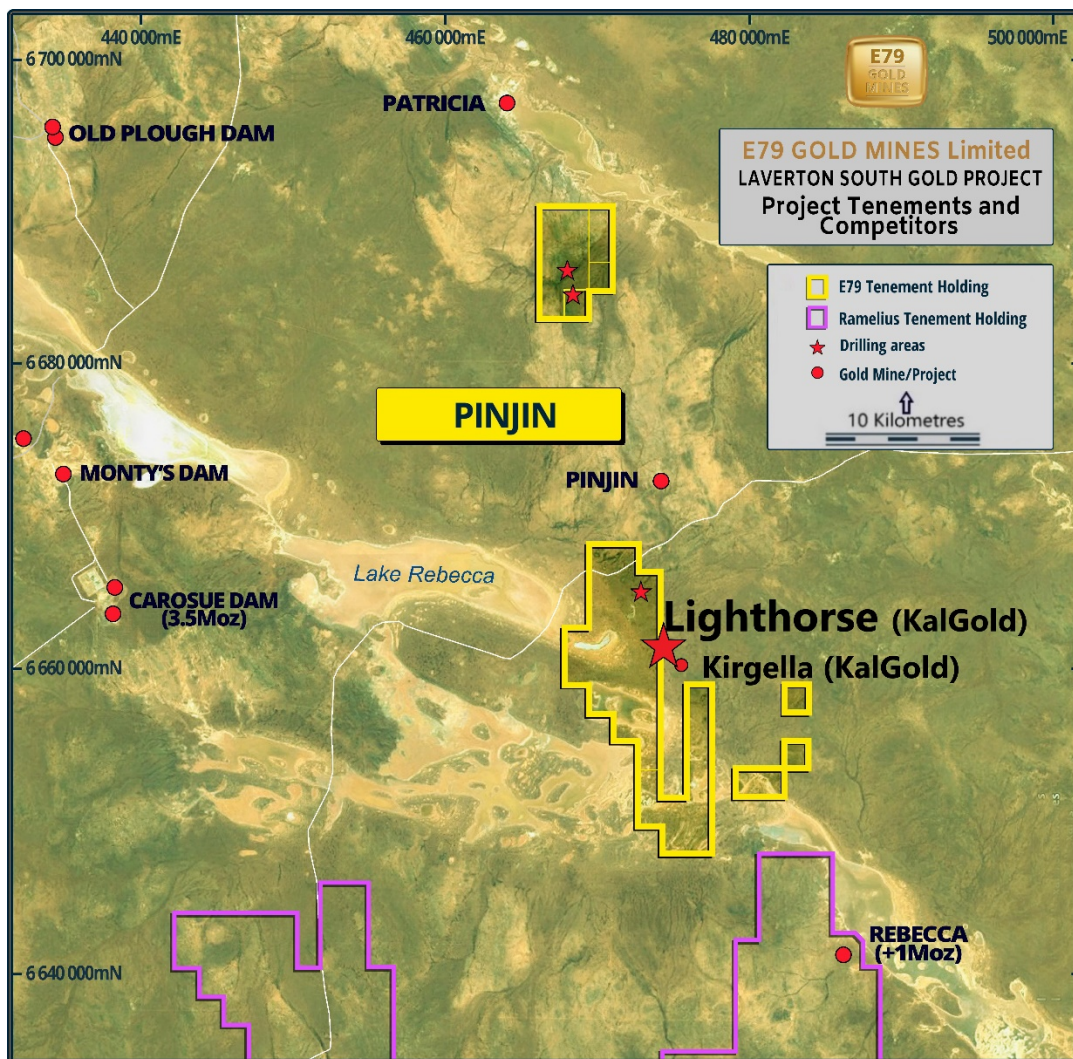 440 000mE
460 000mE
480 000mE
500 000mE
6 700 000mN
E79
GOLD
MINES
PATRICIA
OLD PLOUGH DAM
E79 GOLD MINES Limited
LAVERTON SOUTH GOLD PROJECT
Project Tenements and
Competitors
E79 Tenement Holding
Ramelius Tenement Holding
Drilling areas
Gold Mine/Project
10 Kilometres
6 680 000mN
PINJIN
MONTY'S DAM
PINJIN
Lake Rebecca
CAROSUE DAM
(3.5Moz)
Lighthorse (KalGold)
Kirgella (KalGold)
6 660 000mN
REBECCA
(+1Moz)
6 640 000mN